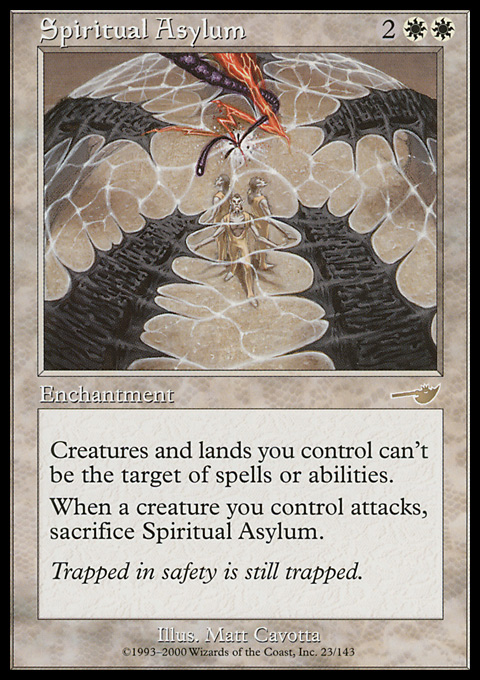 Spiritual Asylum 2
Enchantment
Creatures and lands you control can't
be the target of spells or abilities.
When a creature you control attacks,
sacrifice Spiritual Asylum.
Trapped in safety is still trapped.
Illus. Matt Cavotta
©1993–2000 Wizards of the Coast, Inc. 23/143